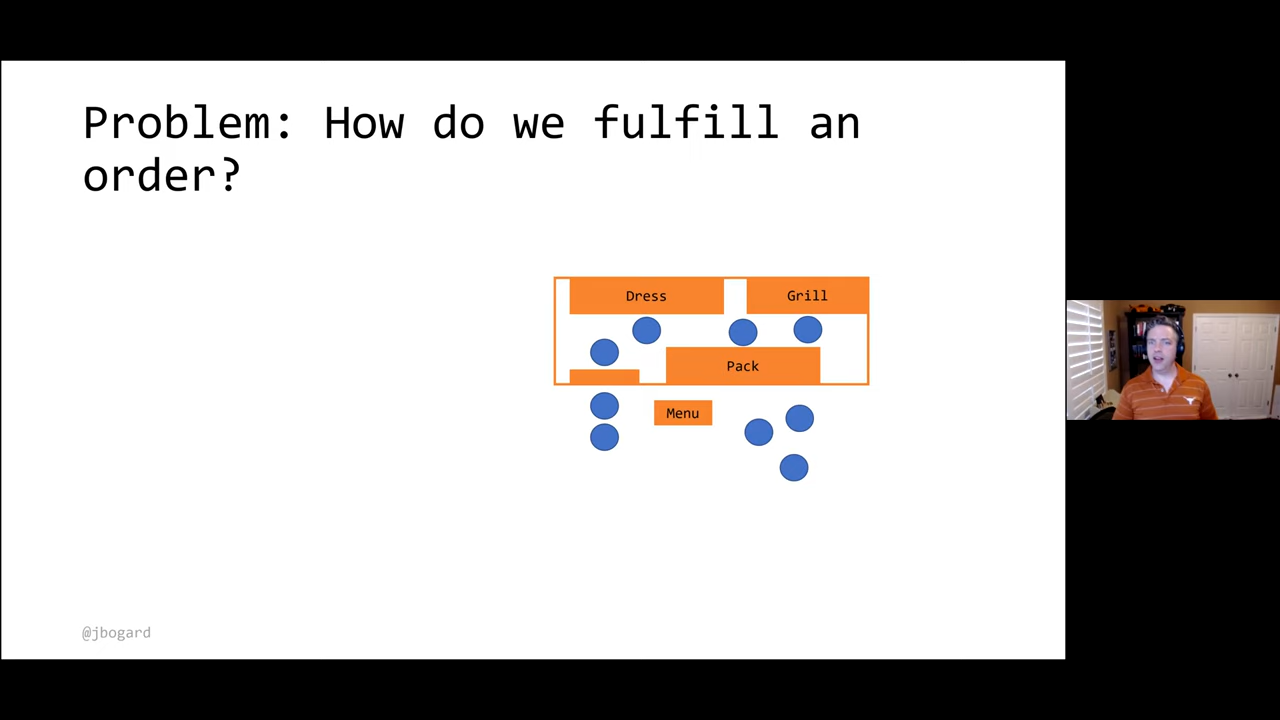 Problem: How do we fulfill an
order?
Dress
Grill
Pack
Menu
@jbogard